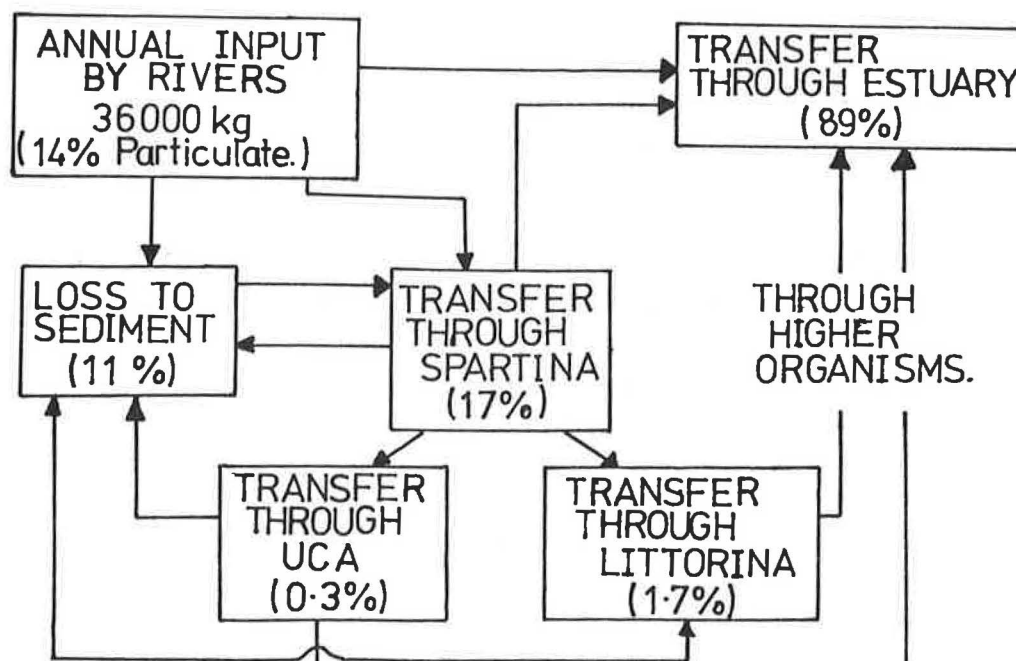 ANNUAL INPUT
BY RIVERS
36000 kg
(14% Particulate.)
TRANSFER
THROUGH ESTUARY
(89%)
LOSS TO
SEDIMENT
(11%)
TRANSFER
THROUGH
SPARTINA
(17%)
THROUGH
HIGHER
ORGANISMS.
TRANSFER
THROUGH
UCA
(0·3%)
TRANSFER
THROUGH
LITTORINA
(1·7%)